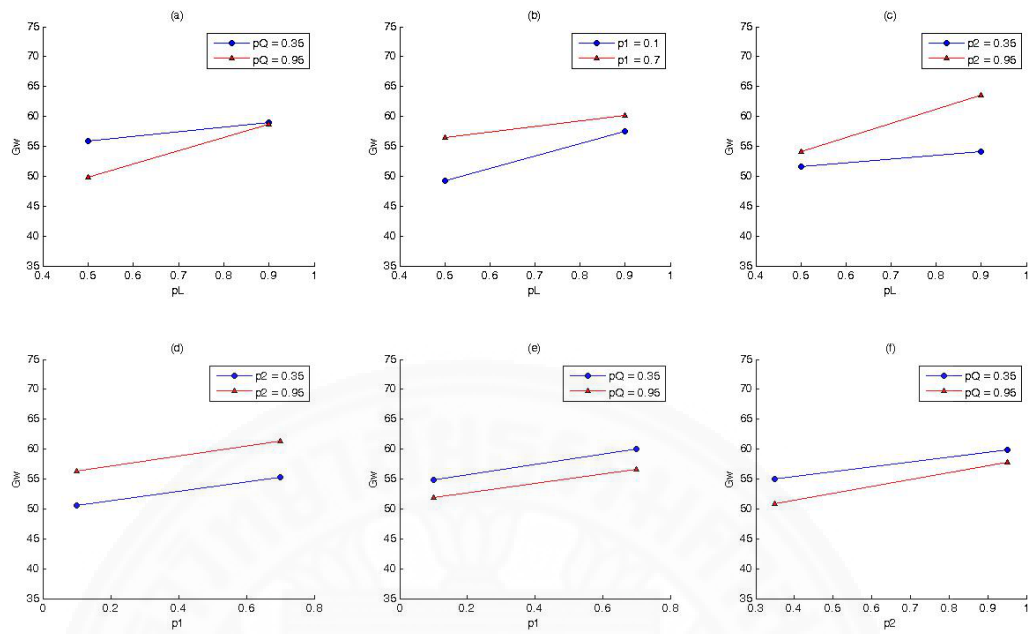 (a)
75
70
65
60
55
50
45
40
35
Gw
pQ = 0.35
pQ = 0.95
0.4 0.5 0.6 0.7 0.8 0.9 1
pL
(b)
75
70
65
60
55
50
45
40
35
Gw
p1 = 0.1
p1 = 0.7
0.4 0.5 0.6 0.7 0.8 0.9 1
pL
(c)
75
70
65
60
55
50
45
40
35
Gw
p2 = 0.35
p2 = 0.95
0.4 0.5 0.6 0.7 0.8 0.9 1
pL
(d)
75
70
65
60
55
50
45
40
35
Gw
p2 = 0.35
p2 = 0.95
0 0.2 0.4 0.6 0.8
p1
(e)
75
70
65
60
55
50
45
40
35
Gw
pQ = 0.35
pQ = 0.95
0 0.2 0.4 0.6 0.8
p1
(f)
75
70
65
60
55
50
45
40
35
Gw
pQ = 0.35
pQ = 0.95
0.3 0.4 0.5 0.6 0.7 0.8 0.9 1
p2